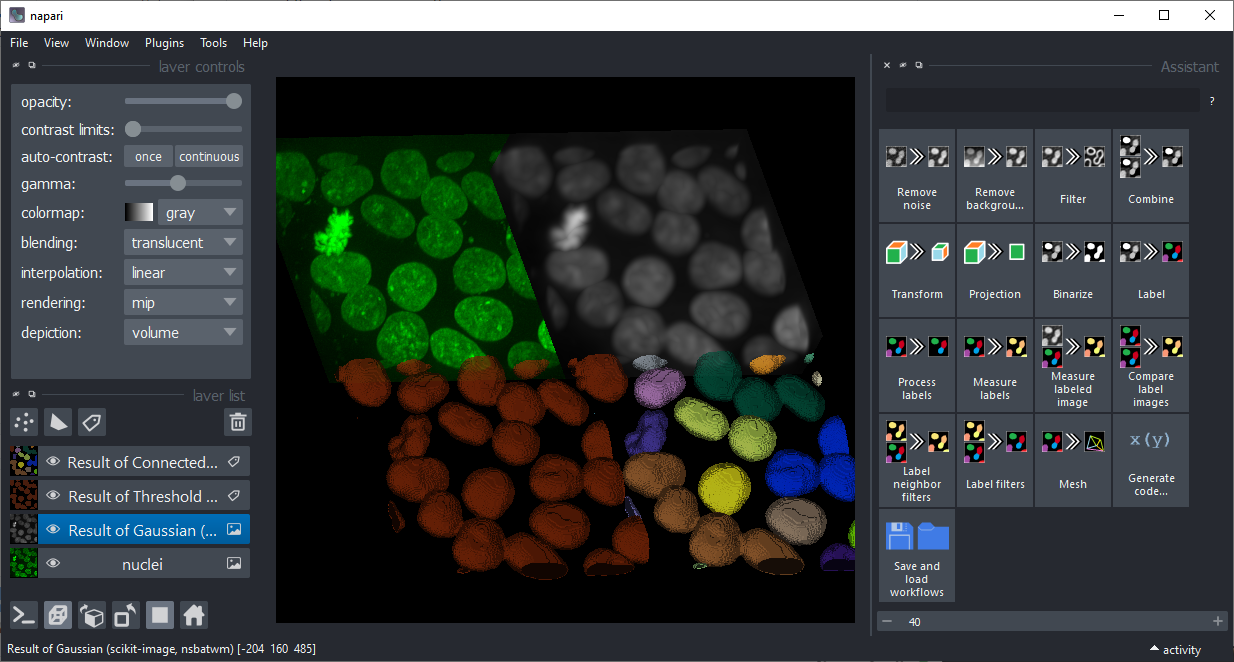 napari
File View Window Plugins Tools Help
layer controls
opacity:
contrast limits:
auto-contrast: once continuous
gamma:
colormap: gray
blending: translucent
interpolation: linear
rendering: mip
depiction: volume
layer list
Result of Connected...
Result of Threshold ...
Result of Gaussian (...
nuclei
Result of Gaussian (scikit-image, nsbatwm) [-204 160 485]
Assistant
?
Remove
noise
Remove
backgrou...
Filter
Combine
Transform
Projection
Binarize
Label
Process
labels
Measure
labels
Measure
labeled
image
Compare
label
images
Label
neighbor
filters
Label filters
Mesh
x(y)
Generate
code...
Save and
load
workflows
40
activity